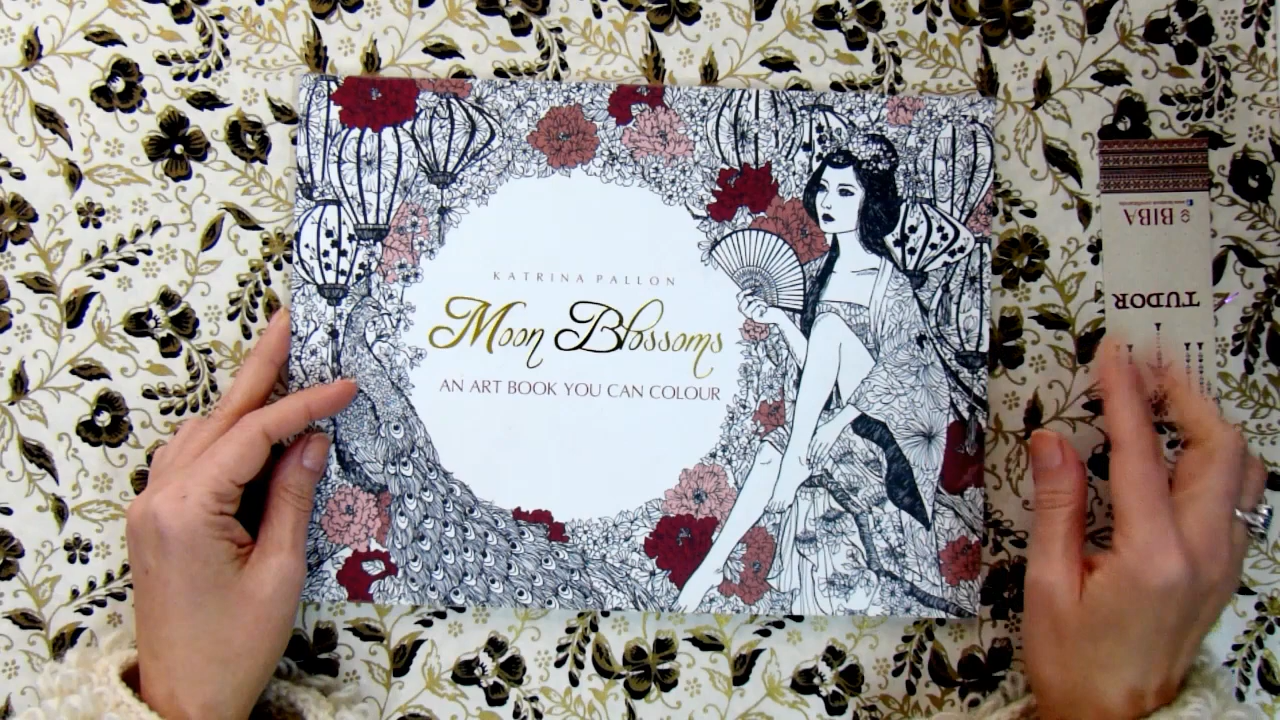 KATRINA PALLON
Moon Blossoms
AN ART BOOK YOU CAN COLOUR
BIBA
TUDOR